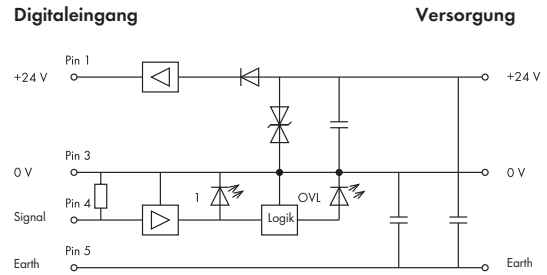 Digitaleingang Versorgung
Pin 1
+24 V +24 V
Pin 3
0 V 0 V
Pin 4 1 Logik OVL
Signal
Pin 5
Earth Earth